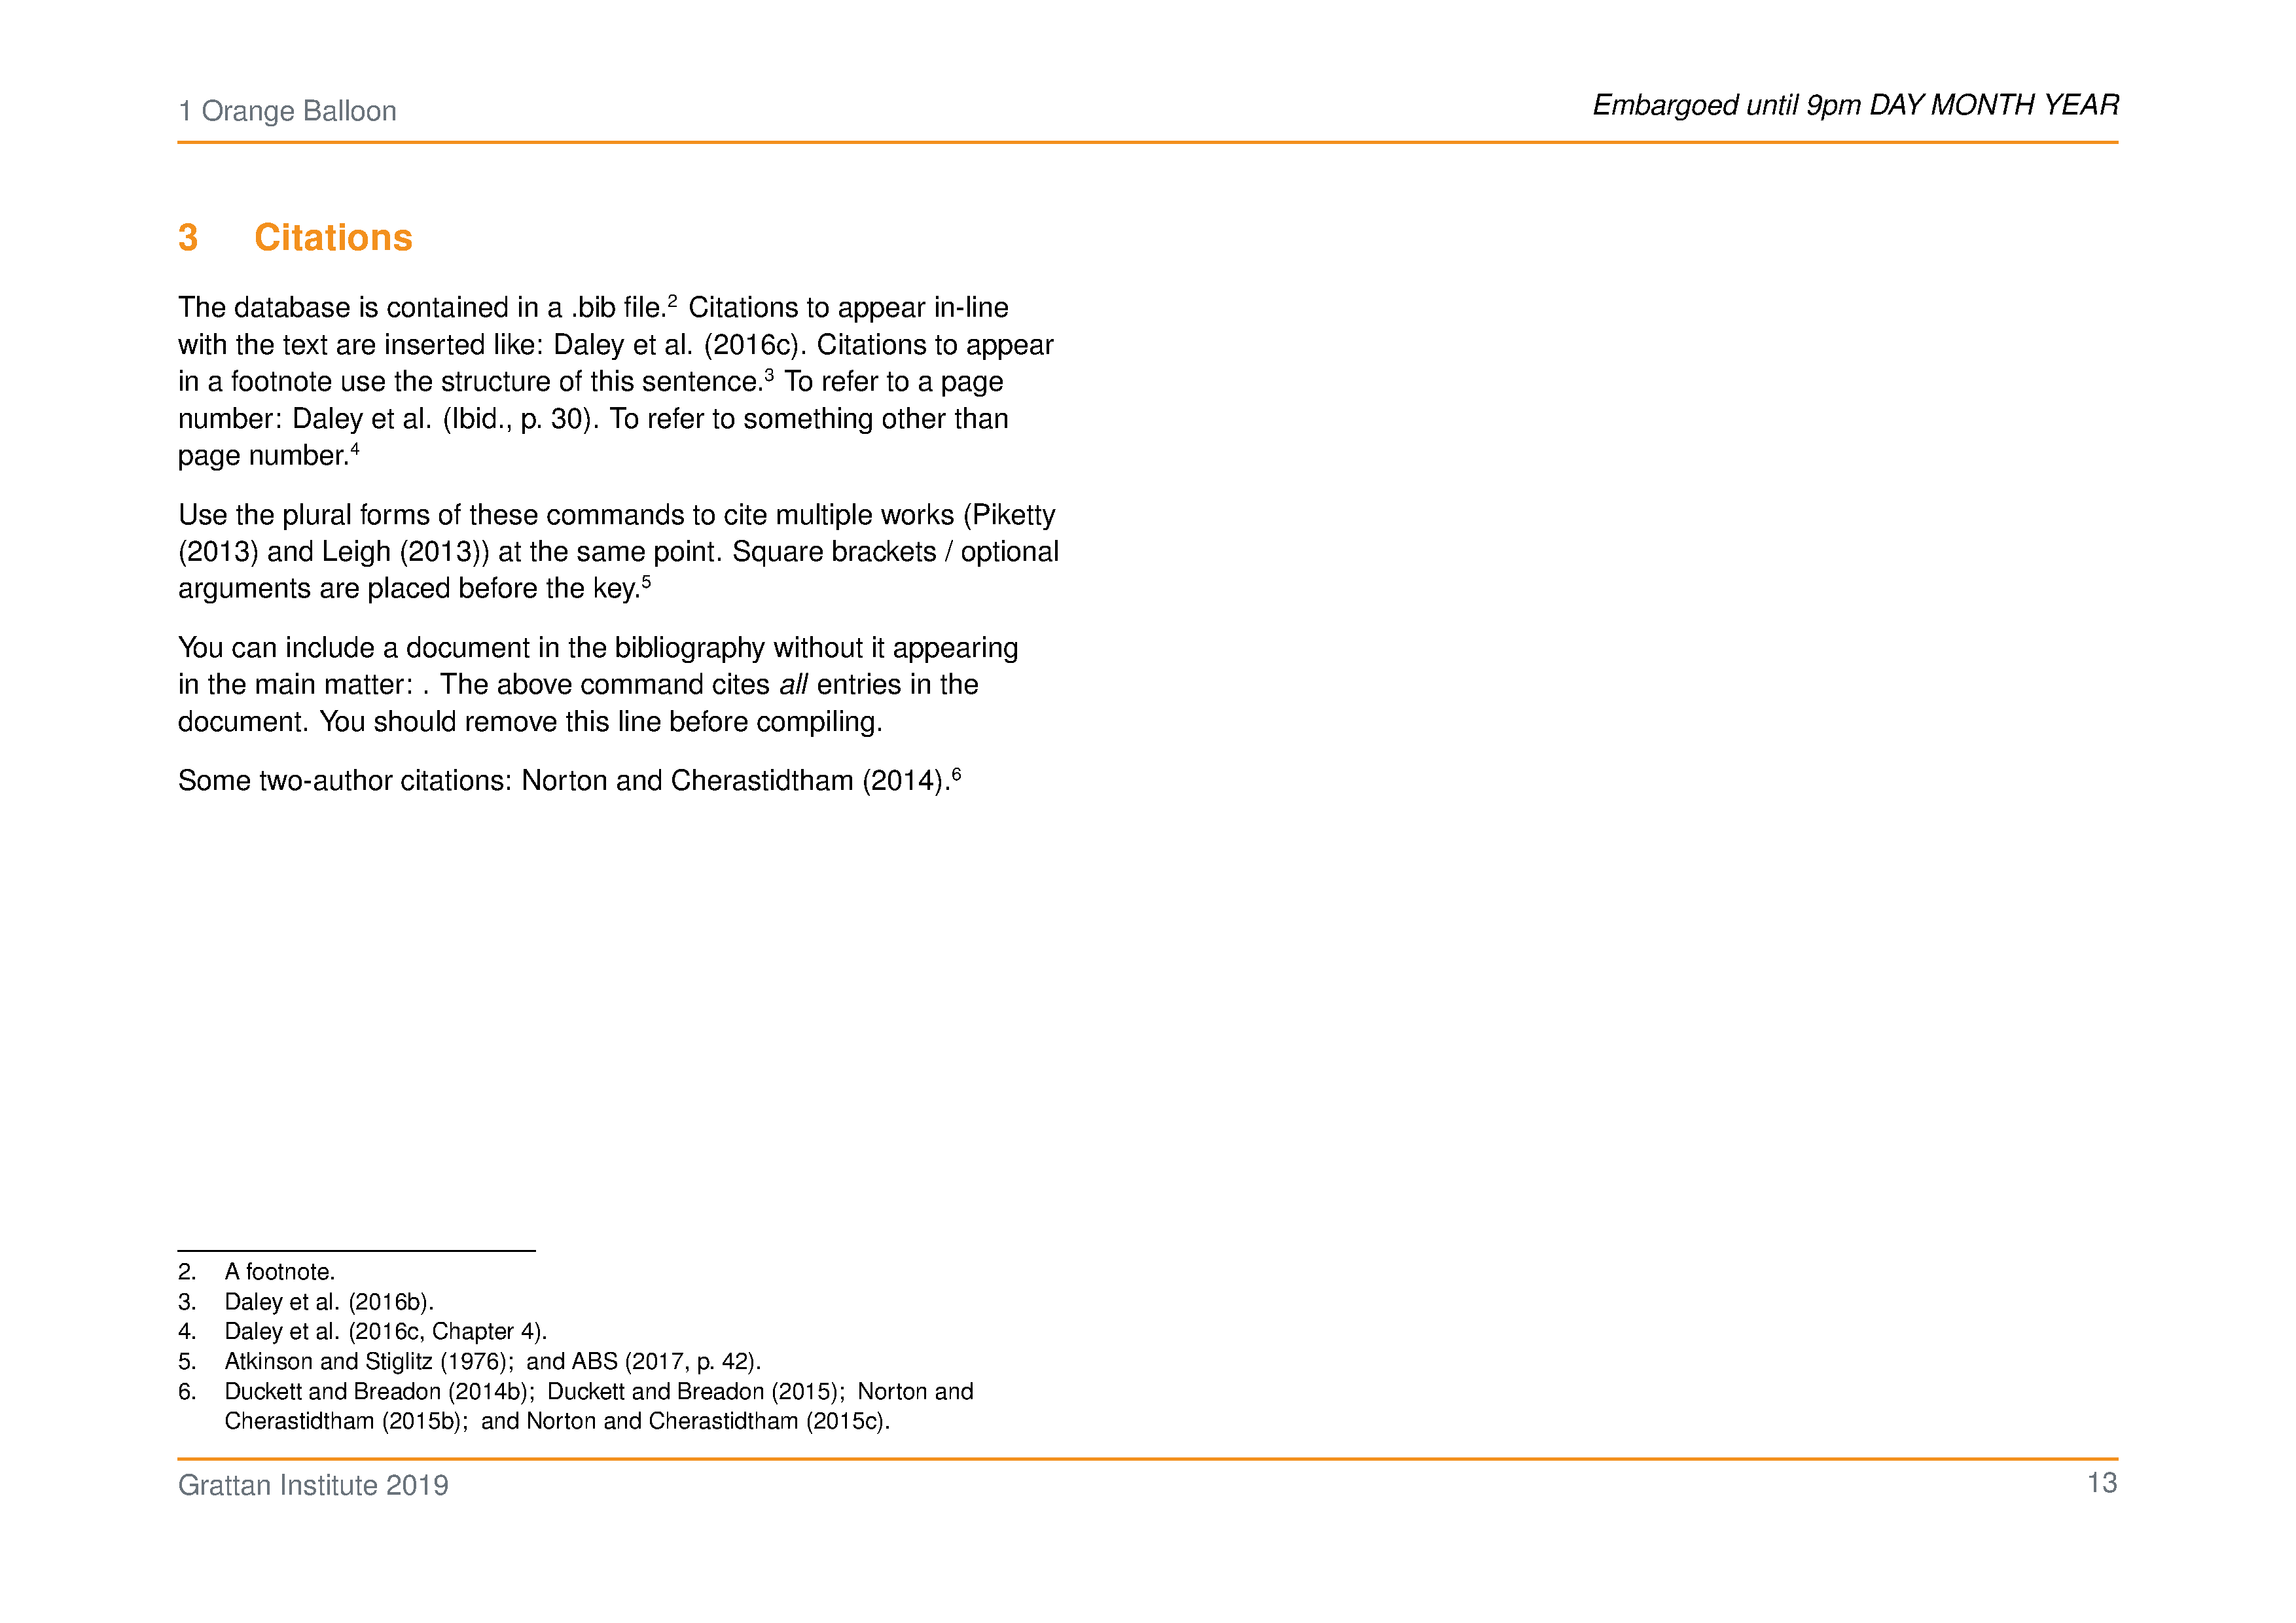 1 Orange Balloon
Embargoed until 9pm DAY MONTH YEAR
3 Citations
The database is contained in a .bib file.² Citations to appear in-line
with the text are inserted like: Daley et al. (2016c). Citations to appear
in a footnote use the structure of this sentence.³ To refer to a page
number: Daley et al. (Ibid., p. 30). To refer to something other than
page number.⁴
Use the plural forms of these commands to cite multiple works (Piketty
(2013) and Leigh (2013)) at the same point. Square brackets / optional
arguments are placed before the key.⁵
You can include a document in the bibliography without it appearing
in the main matter: . The above command cites all entries in the
document. You should remove this line before compiling.
Some two-author citations: Norton and Cherastidtham (2014).⁶
2. A footnote.
3. Daley et al. (2016b).
4. Daley et al. (2016c, Chapter 4).
5. Atkinson and Stiglitz (1976); and ABS (2017, p. 42).
6. Duckett and Breadon (2014b); Duckett and Breadon (2015); Norton and
Cherastidtham (2015b); and Norton and Cherastidtham (2015c).
Grattan Institute 2019
13